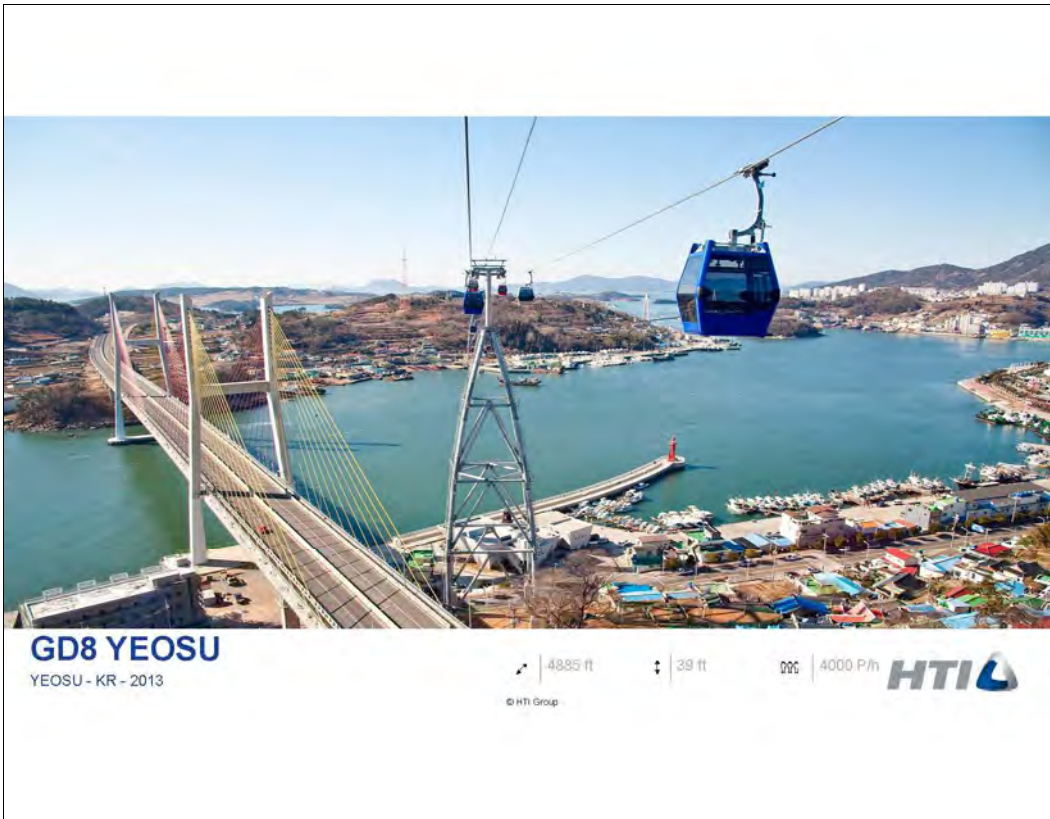 GD8 YEOSU
YEOSU - KR - 2013
4885 ft
39 ft
4000 P/h
HTI
© HTI Group